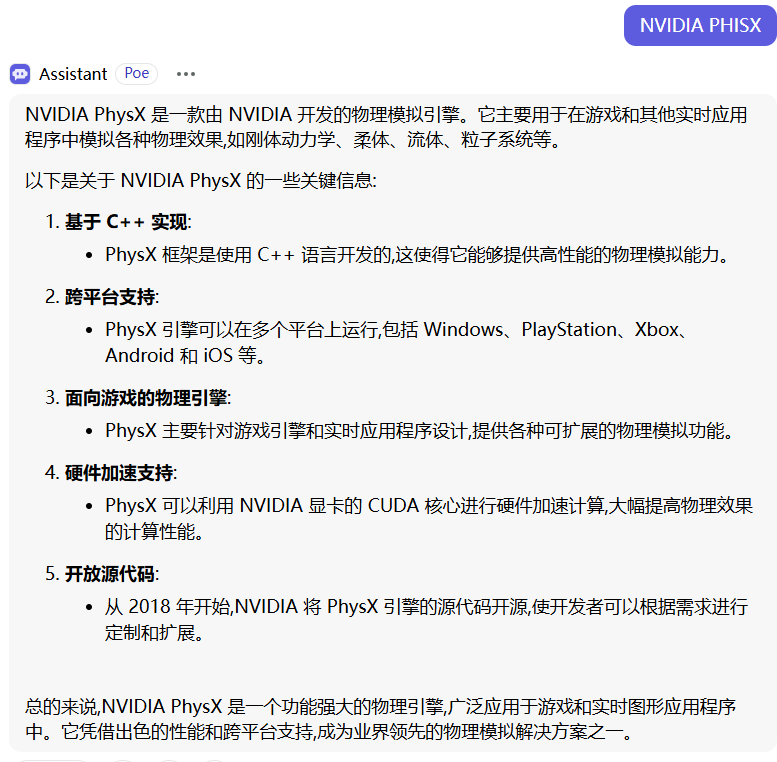 NVIDIA PHISX
Assistant Poe
NVIDIA PhysX 是一款由 NVIDIA 开发的物理模拟引擎。它主要用于在游戏和其他实时应用
程序中模拟各种物理效果,如刚体动力学、柔体、流体、粒子系统等。
以下是关于 NVIDIA PhysX 的一些关键信息:
1. 基于 C++ 实现:
• PhysX 框架是使用 C++ 语言开发的,这使得它能够提供高性能的物理模拟能力。
2. 跨平台支持:
• PhysX 引擎可以在多个平台上运行,包括 Windows、PlayStation、Xbox、
Android 和 iOS 等。
3. 面向游戏的物理引擎:
• PhysX 主要针对游戏引擎和实时应用程序设计,提供各种可扩展的物理模拟功能。
4. 硬件加速支持:
• PhysX 可以利用 NVIDIA 显卡的 CUDA 核心进行硬件加速计算,大幅提高物理效果
的计算性能。
5. 开放源代码:
• 从 2018 年开始,NVIDIA 将 PhysX 引擎的源代码开源,使开发者可以根据需求进行
定制和扩展。
总的来说,NVIDIA PhysX 是一个功能强大的物理引擎,广泛应用于游戏和实时图形应用程序
中。它凭借出色的性能和跨平台支持,成为业界领先的物理模拟解决方案之一。